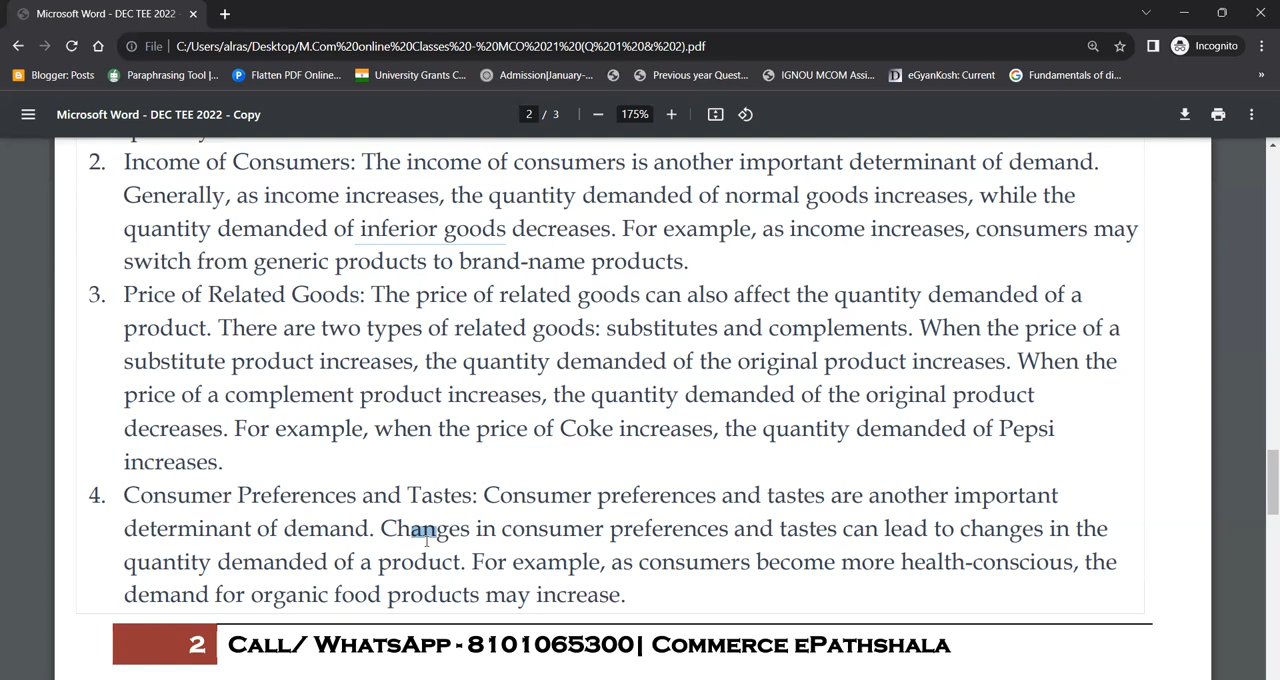 Microsoft Word - DEC TEE 2022 -
File C:/Users/alras/Desktop/M.Com%20online%20Classes%20-%20MCO%2021%20(Q%201%20&%202).pdf
Incognito
Blogger: Posts Paraphrasing Tool |... Flatten PDF Online... University Grants C... Admission|January-... Previous year Quest... IGNOU MCOM Assi... eGyanKosh: Current Fundamentals of di... »
Microsoft Word - DEC TEE 2022 - Copy 2 / 3 − 175% +
2. Income of Consumers: The income of consumers is another important determinant of demand.
Generally, as income increases, the quantity demanded of normal goods increases, while the
quantity demanded of inferior goods decreases. For example, as income increases, consumers may
switch from generic products to brand-name products.
3. Price of Related Goods: The price of related goods can also affect the quantity demanded of a
product. There are two types of related goods: substitutes and complements. When the price of a
substitute product increases, the quantity demanded of the original product increases. When the
price of a complement product increases, the quantity demanded of the original product
decreases. For example, when the price of Coke increases, the quantity demanded of Pepsi
increases.
4. Consumer Preferences and Tastes: Consumer preferences and tastes are another important
determinant of demand. Changes in consumer preferences and tastes can lead to changes in the
quantity demanded of a product. For example, as consumers become more health-conscious, the
demand for organic food products may increase.
2 Call/ WhatsApp - 8101065300| Commerce ePathshala